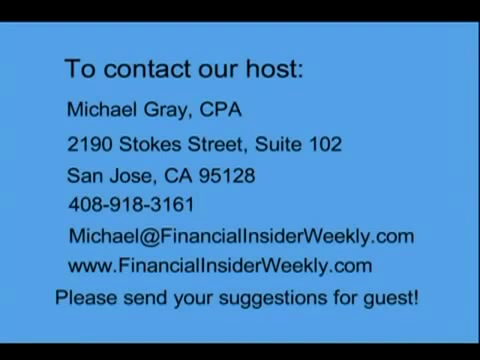 To contact our host:
Michael Gray, CPA
2190 Stokes Street, Suite 102
San Jose, CA 95128
408-918-3161
Michael@FinancialInsiderWeekly.com
www.FinancialInsiderWeekly.com
Please send your suggestions for guest!